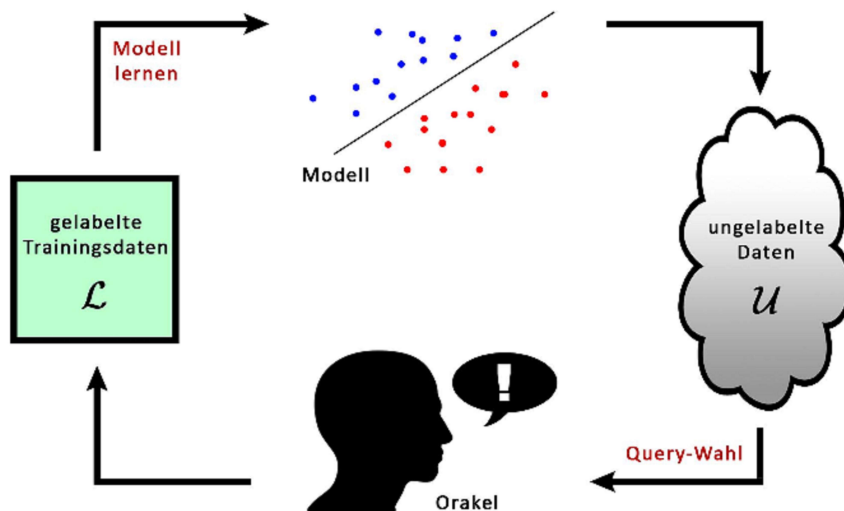 Modell
lernen
Modell
gelabelte
Trainingsdaten
ℒ
ungelabelte
Daten
𝒰
!
Query-Wahl
Orakel